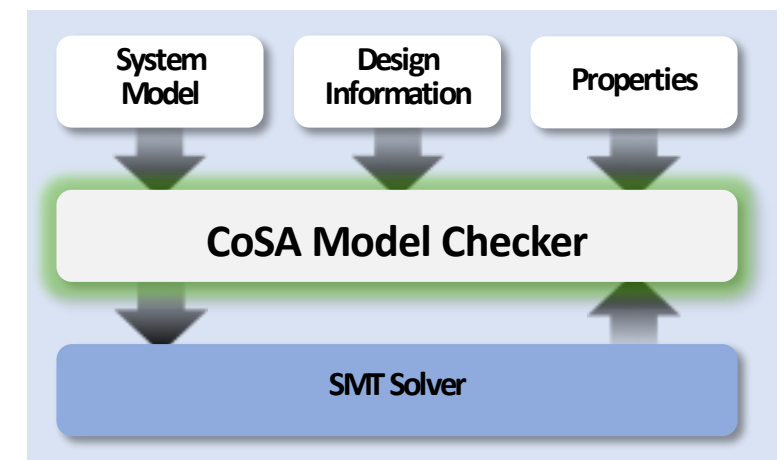 System
Model
Design
Information
Properties
CoSA Model Checker
SMT Solver